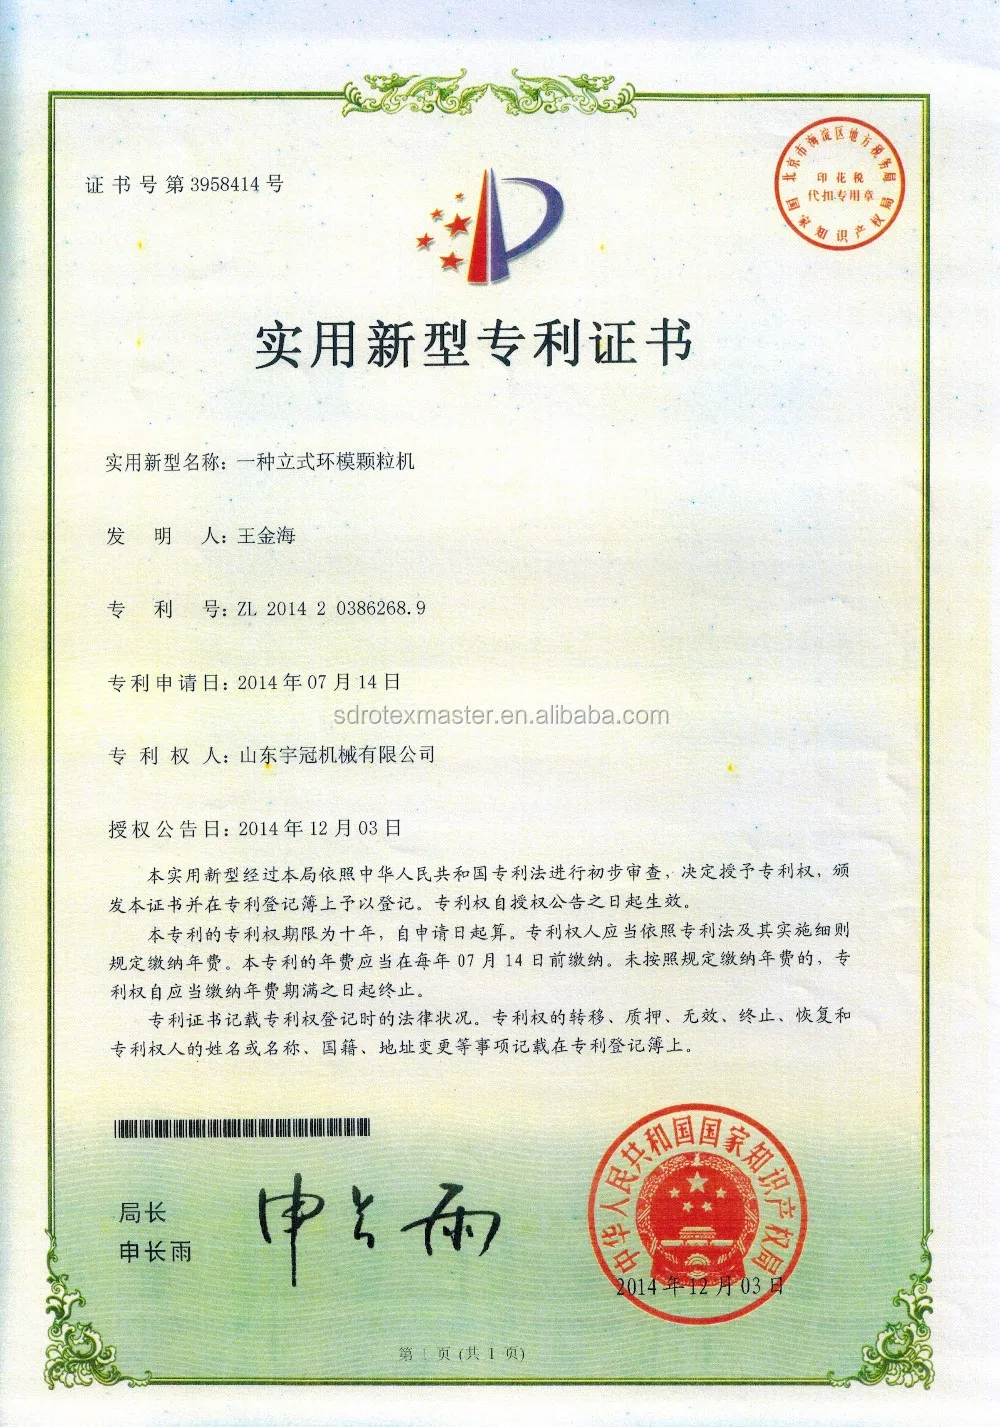 证书号第3958414号
北京市海淀区地方税务局
印花税
代扣专用章
国家知识产权局
实用新型专利证书
实用新型名称：一种立式环模颗粒机
发明人：王金海
专利号：ZL 2014 2 0386268.9
专利申请日：2014年07月14日
sdrotexmaster.en.alibaba.com
专利权人：山东宇冠机械有限公司
授权公告日：2014年12月03日
本实用新型经过本局依照中华人民共和国专利法进行初步审查，决定授予专利权，颁
发本证书并在专利登记簿上予以登记。专利权自授权公告之日起生效。
本专利的专利权期限为十年，自申请日起算。专利权人应当依照专利法及其实施细则
规定缴纳年费。本专利的年费应当在每年07月14日前缴纳。未按照规定缴纳年费的，专
利权自应当缴纳年费期满之日起终止。
专利证书记载专利权登记时的法律状况。专利权的转移、质押、无效、终止、恢复和
专利权人的姓名或名称、国籍、地址变更等事项记载在专利登记簿上。
局长
申长雨
申长雨
中华人民共和国国家知识产权局
2014年12月03日
第1页(共1页)